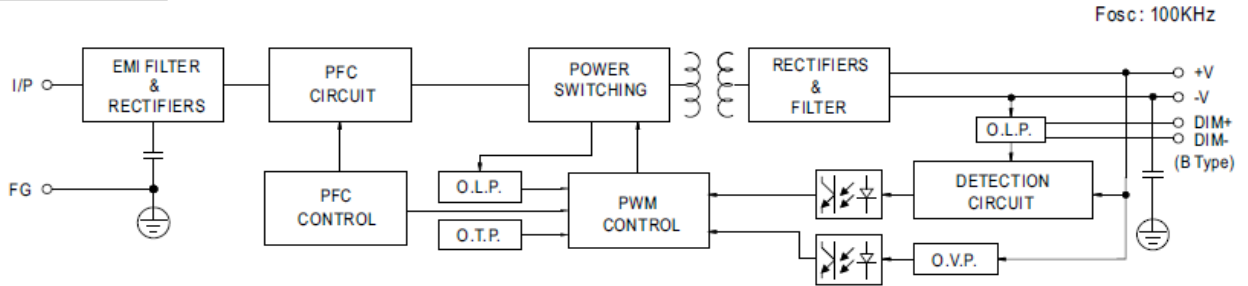 Fosc: 100KHz
I/P
EMI FILTER
&
RECTIFIERS
PFC
CIRCUIT
POWER
SWITCHING
RECTIFIERS
&
FILTER
+V
-V
DIM+
DIM-
(B Type)
O.L.P.
FG
PFC
CONTROL
O.L.P.
O.T.P.
PWM
CONTROL
DETECTION
CIRCUIT
O.V.P.